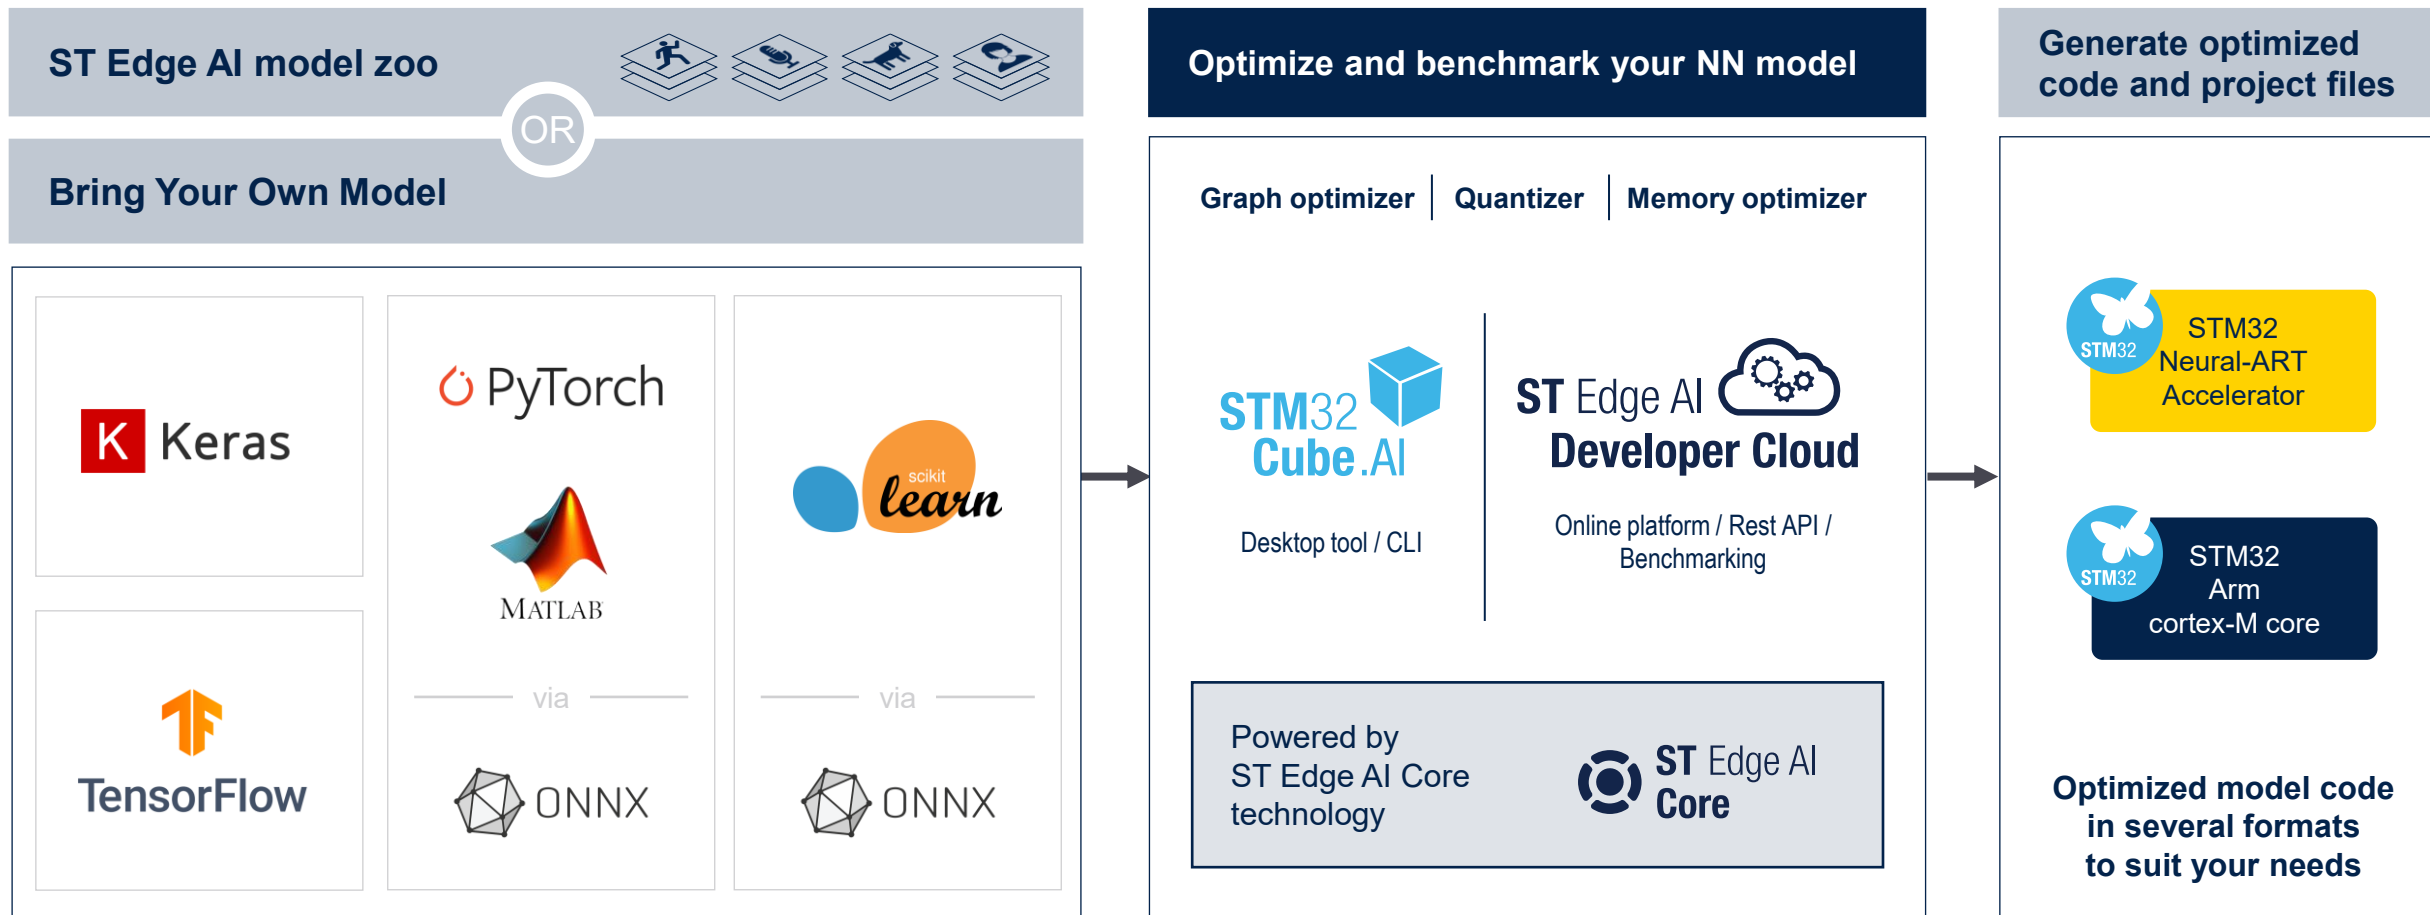 ST Edge AI model zoo
OR
Bring Your Own Model
Keras
TensorFlow
PyTorch
MATLAB
via
ONNX
scikit
learn
via
ONNX
Optimize and benchmark your NN model
Graph optimizer
Quantizer
Memory optimizer
STM32
Cube.AI
Desktop tool / CLI
ST Edge AI
Developer Cloud
Online platform / Rest API /
Benchmarking
Powered by
ST Edge AI Core
technology
ST Edge AI
Core
Generate optimized
code and project files
STM32
STM32
Neural-ART
Accelerator
STM32
STM32
Arm
cortex-M core
Optimized model code
in several formats
to suit your needs